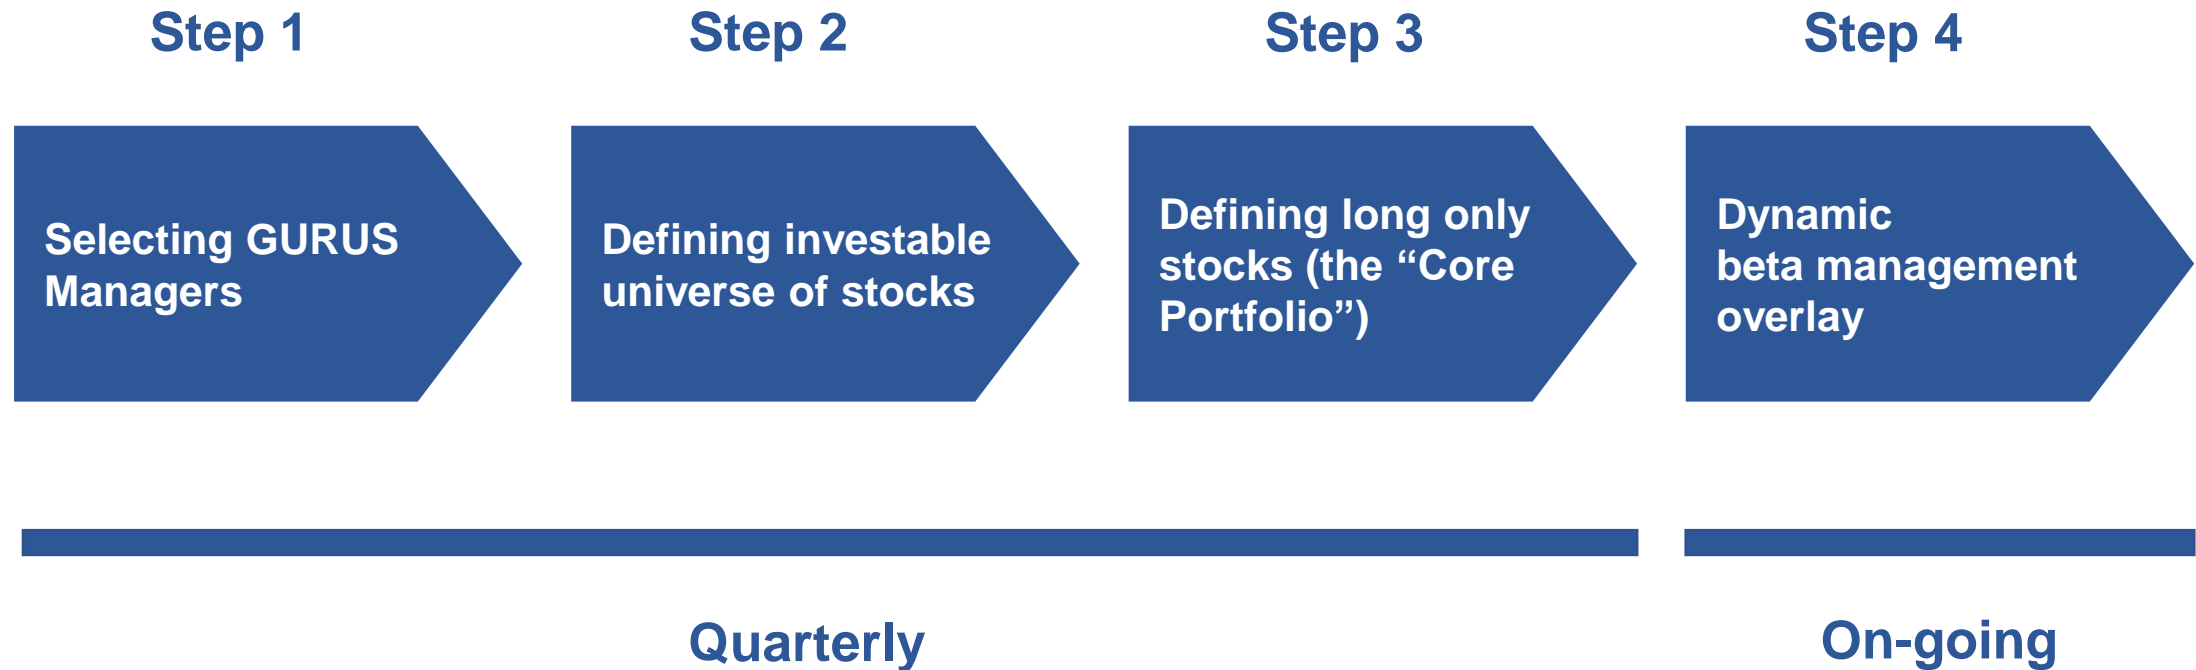 Step 1
Step 2
Step 3
Step 4
Selecting GURUS
Managers
Defining investable
universe of stocks
Defining long only
stocks (the “Core
Portfolio”)
Dynamic
beta management
overlay
Quarterly
On-going